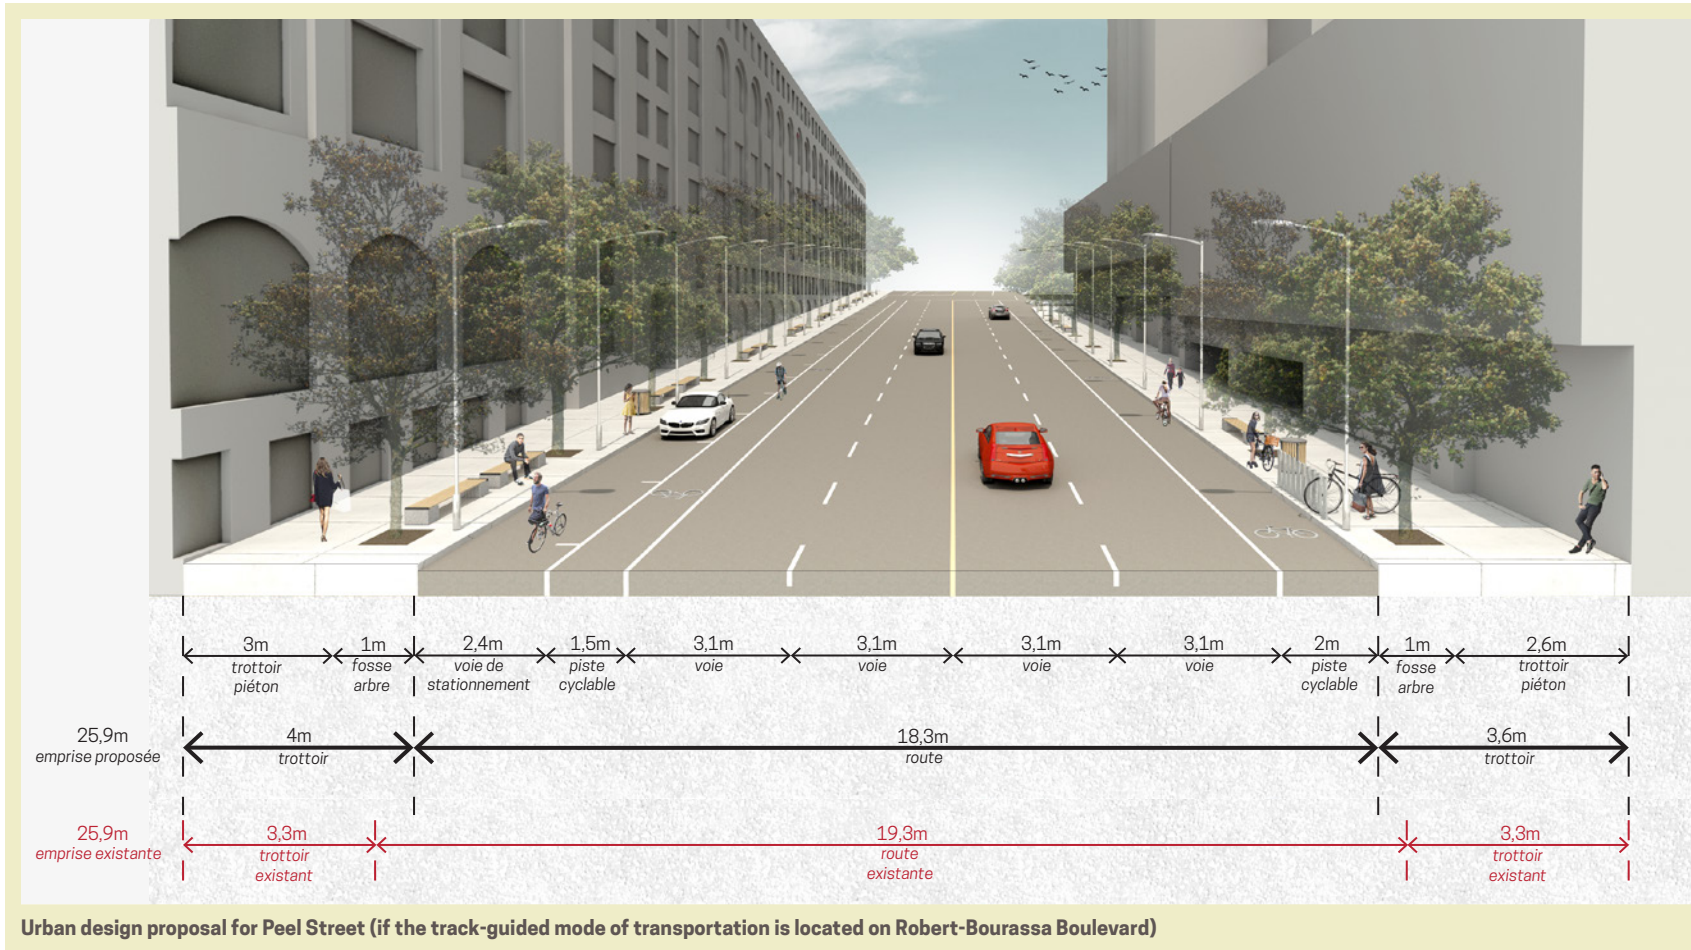 3m
trottoir
piéton
1m
fosse
arbre
2,4m
voie de
stationnement
1,5m
piste
cyclable
3,1m
voie
3,1m
voie
3,1m
voie
3,1m
voie
2m
piste
cyclable
1m
fosse
arbre
2,6m
trottoir
piéton
25,9m
emprise proposée
4m
trottoir
18,3m
route
3,6m
trottoir
25,9m
emprise existante
3,3m
trottoir
existant
19,3m
route
existante
3,3m
trottoir
existant
Urban design proposal for Peel Street (if the track-guided mode of transportation is located on Robert-Bourassa Boulevard)